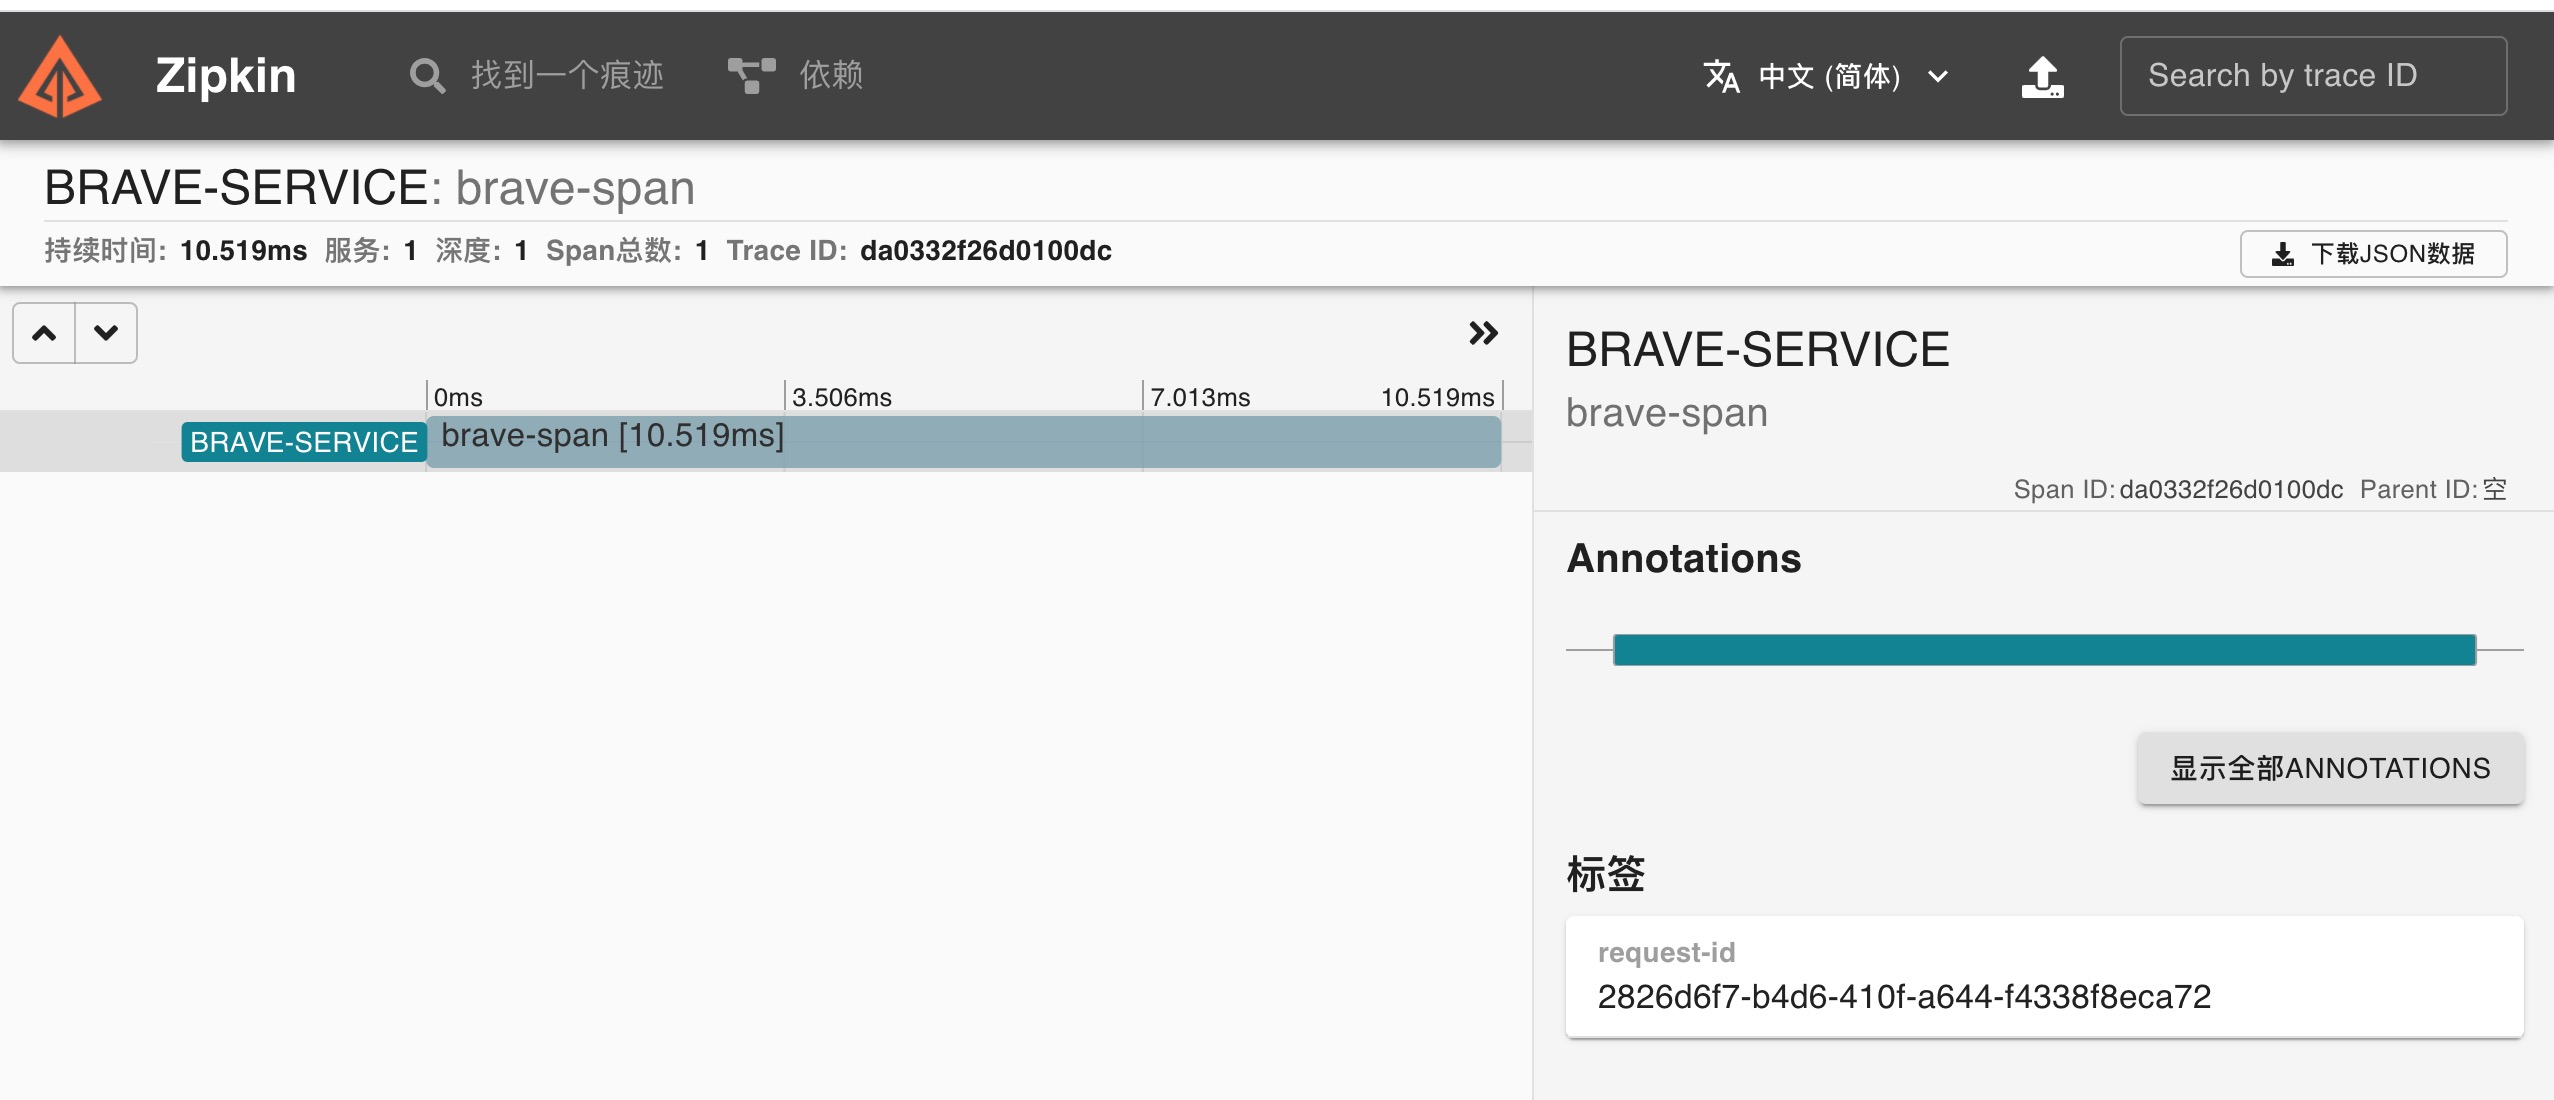 Zipkin 找到一个痕迹 依赖 中文 (简体) Search by trace ID
BRAVE-SERVICE: brave-span
持续时间: 10.519ms 服务: 1 深度: 1 Span总数: 1 Trace ID: da0332f26d0100dc 下载JSON数据
0ms 3.506ms 7.013ms 10.519ms
BRAVE-SERVICE brave-span [10.519ms]
BRAVE-SERVICE
brave-span
Span ID: da0332f26d0100dc Parent ID: 空
Annotations
显示全部ANNOTATIONS
标签
request-id
2826d6f7-b4d6-410f-a644-f4338f8eca72